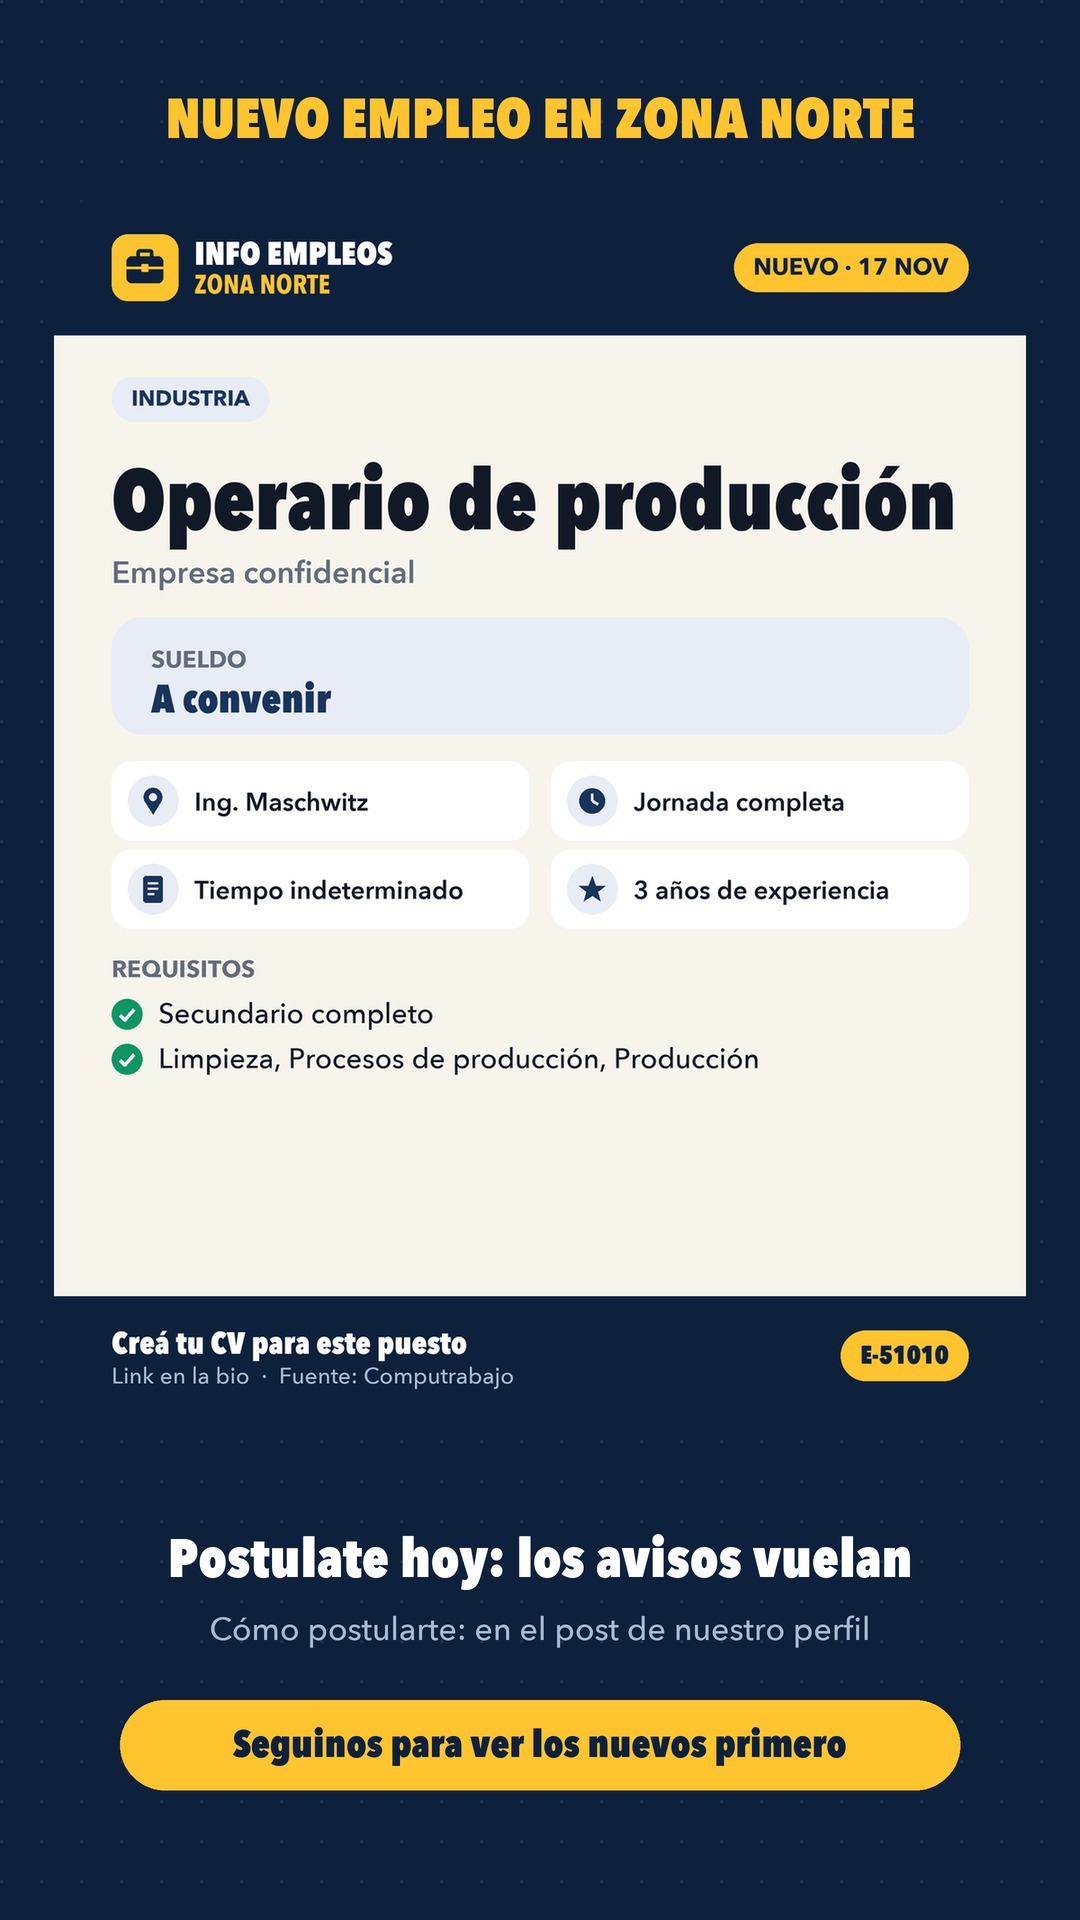 NUEVO EMPLEO EN ZONA NORTE
INFO EMPLEOS
ZONA NORTE
NUEVO · 17 NOV
INDUSTRIA
Operario de producción
Empresa confidencial
SUELDO
A convenir
Ing. Maschwitz
Jornada completa
Tiempo indeterminado
3 años de experiencia
REQUISITOS
Secundario completo
Limpieza, Procesos de producción, Producción
Creá tu CV para este puesto
Link en la bio · Fuente: Computrabajo
E-51010
Postulate hoy: los avisos vuelan
Cómo postularte: en el post de nuestro perfil
Seguinos para ver los nuevos primero